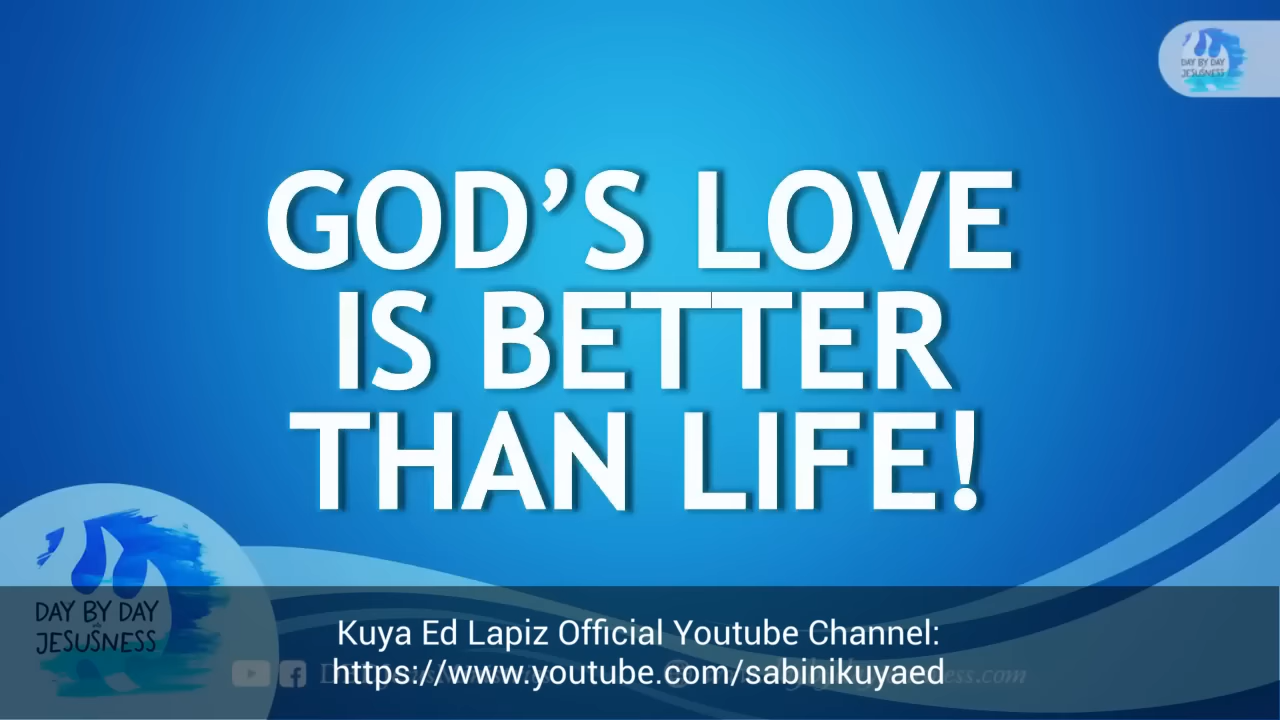 DAY BY DAY
JESUSNESS
GOD’S LOVE
IS BETTER
THAN LIFE!
DAY BY DAY
JESUSNESS
Kuya Ed Lapiz Official Youtube Channel:
https://www.youtube.com/sabinikuyaed